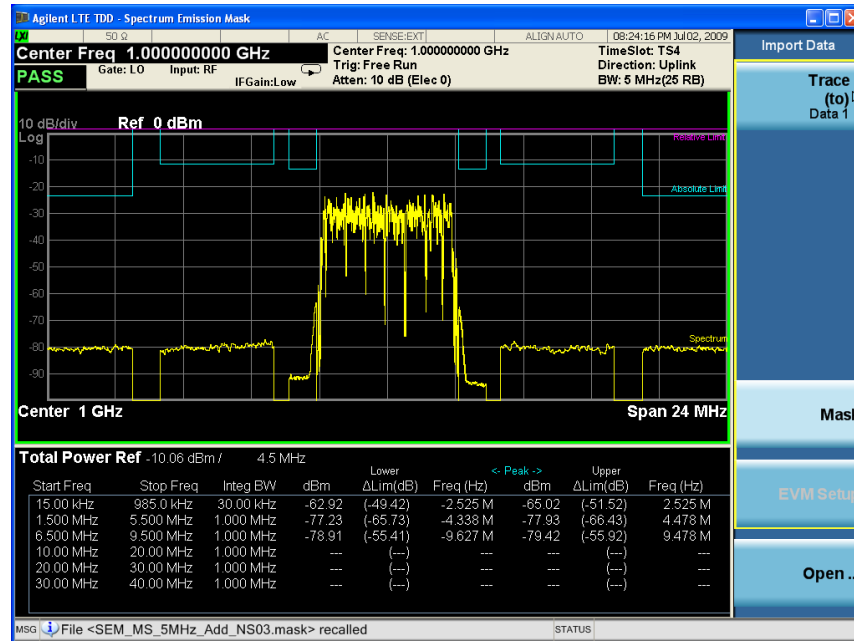 Agilent LTE TDD - Spectrum Emission Mask
LXI 50 Ω AC SENSE:EXT ALIGN AUTO 08:24:16 PM Jul 02, 2009
Center Freq 1.000000000 GHz
Center Freq: 1.000000000 GHz
TimeSlot: TS4
PASS
Gate: LO Input: RF
Trig: Free Run
Direction: Uplink
IFGain:Low
Atten: 10 dB (Elec 0)
BW: 5 MHz(25 RB)
10 dB/div Ref 0 dBm
Log
Relative Limit
-10
-20
Absolute Limit
-30
-40
-50
-60
-70
Spectrum
-80
-90
Center 1 GHz Span 24 MHz
Total Power Ref -10.06 dBm / 4.5 MHz
Lower <- Peak -> Upper
Start Freq Stop Freq Integ BW dBm ΔLim(dB) Freq (Hz) dBm ΔLim(dB) Freq (Hz)
15.00 kHz 985.0 kHz 30.00 kHz -62.92 (-49.42) -2.525 M -65.02 (-51.52) 2.525 M
1.500 MHz 5.500 MHz 1.000 MHz -77.23 (-65.73) -4.338 M -77.93 (-66.43) 4.478 M
6.500 MHz 9.500 MHz 1.000 MHz -78.91 (-55.41) -9.627 M -79.42 (-55.92) 9.478 M
10.00 MHz 20.00 MHz 1.000 MHz --- (---) --- --- (---) ---
20.00 MHz 30.00 MHz 1.000 MHz --- (---) --- --- (---) ---
30.00 MHz 40.00 MHz 1.000 MHz --- (---) --- --- (---) ---
MSG File <SEM_MS_5MHz_Add_NS03.mask> recalled STATUS
Import Data
Trace
(to)
Data 1
Mask
EVM Setup
Open ..